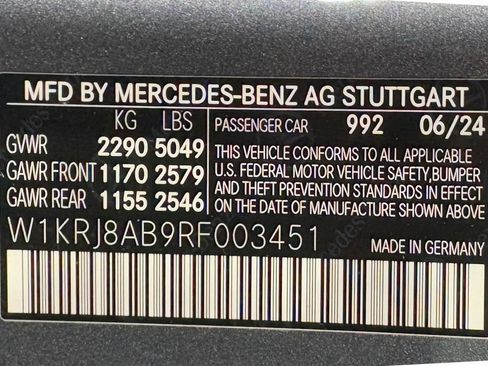 MFD BY MERCEDES-BENZ AG STUTTGART
KG LBS PASSENGER CAR 992 06/24
GVWR 2290 5049 THIS VEHICLE CONFORMS TO ALL APPLICABLE
GAWR FRONT 1170 2579 U.S. FEDERAL MOTOR VEHICLE SAFETY,BUMPER
GAWR REAR 1155 2546 AND THEFT PREVENTION STANDARDS IN EFFECT
ON THE DATE OF MANUFACTURE SHOWN ABOVE.
W1KRJ8AB9RF003451 MADE IN GERMANY